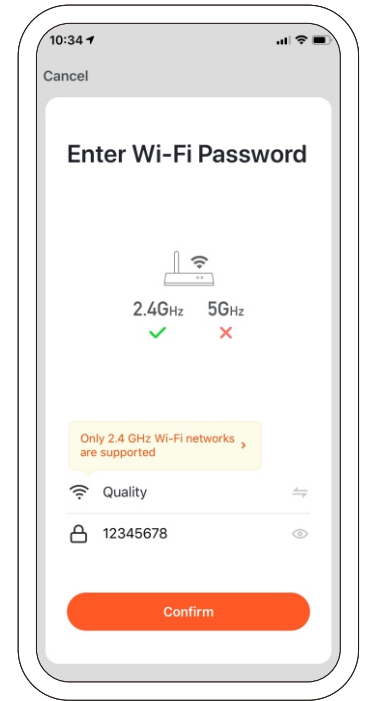 10:34
Cancel
Enter Wi-Fi Password
2.4GHz 5GHz
Only 2.4 GHz Wi-Fi networks
are supported
Quality
12345678
Confirm